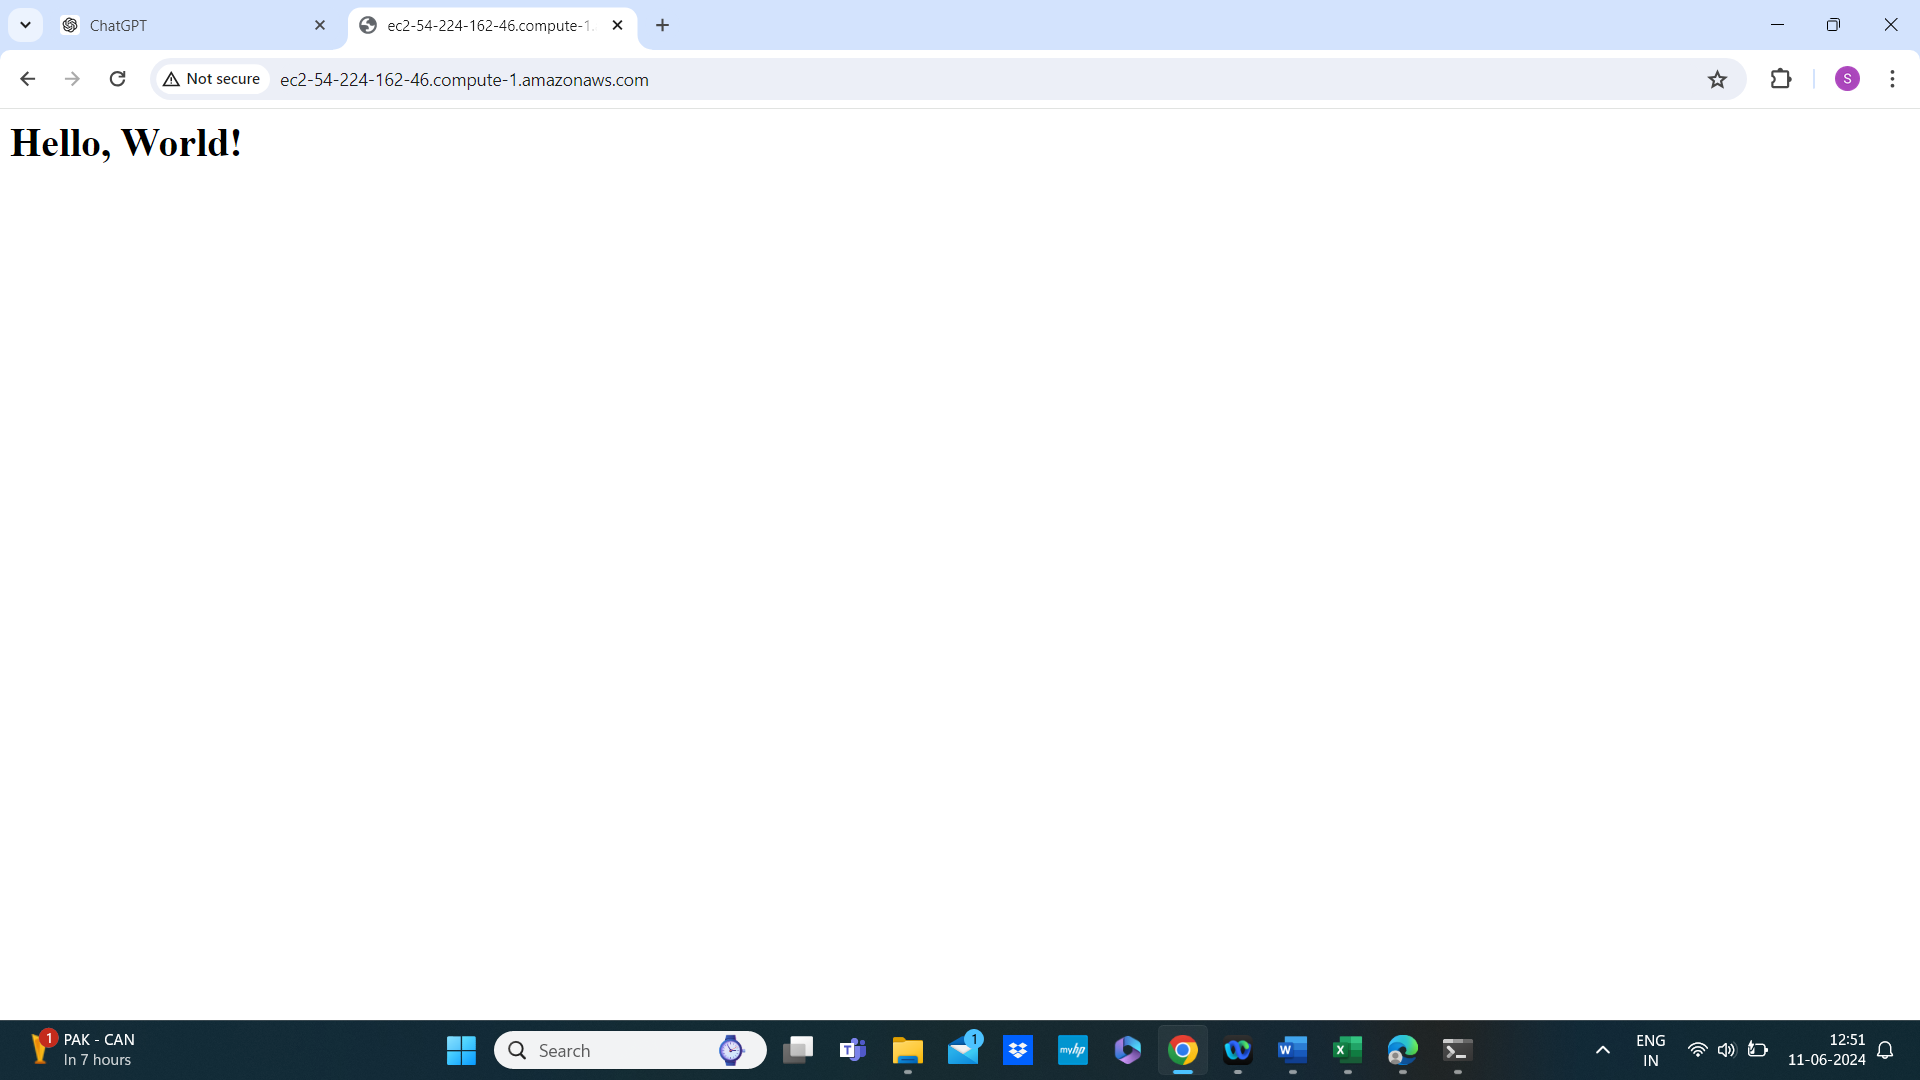 ChatGPT
ec2-54-224-162-46.compute-1.
Not secure
ec2-54-224-162-46.compute-1.amazonaws.com
S
Hello, World!
1
PAK - CAN
In 7 hours
Search
T
1
myhp
W
X
ENG
IN
12:51
11-06-2024